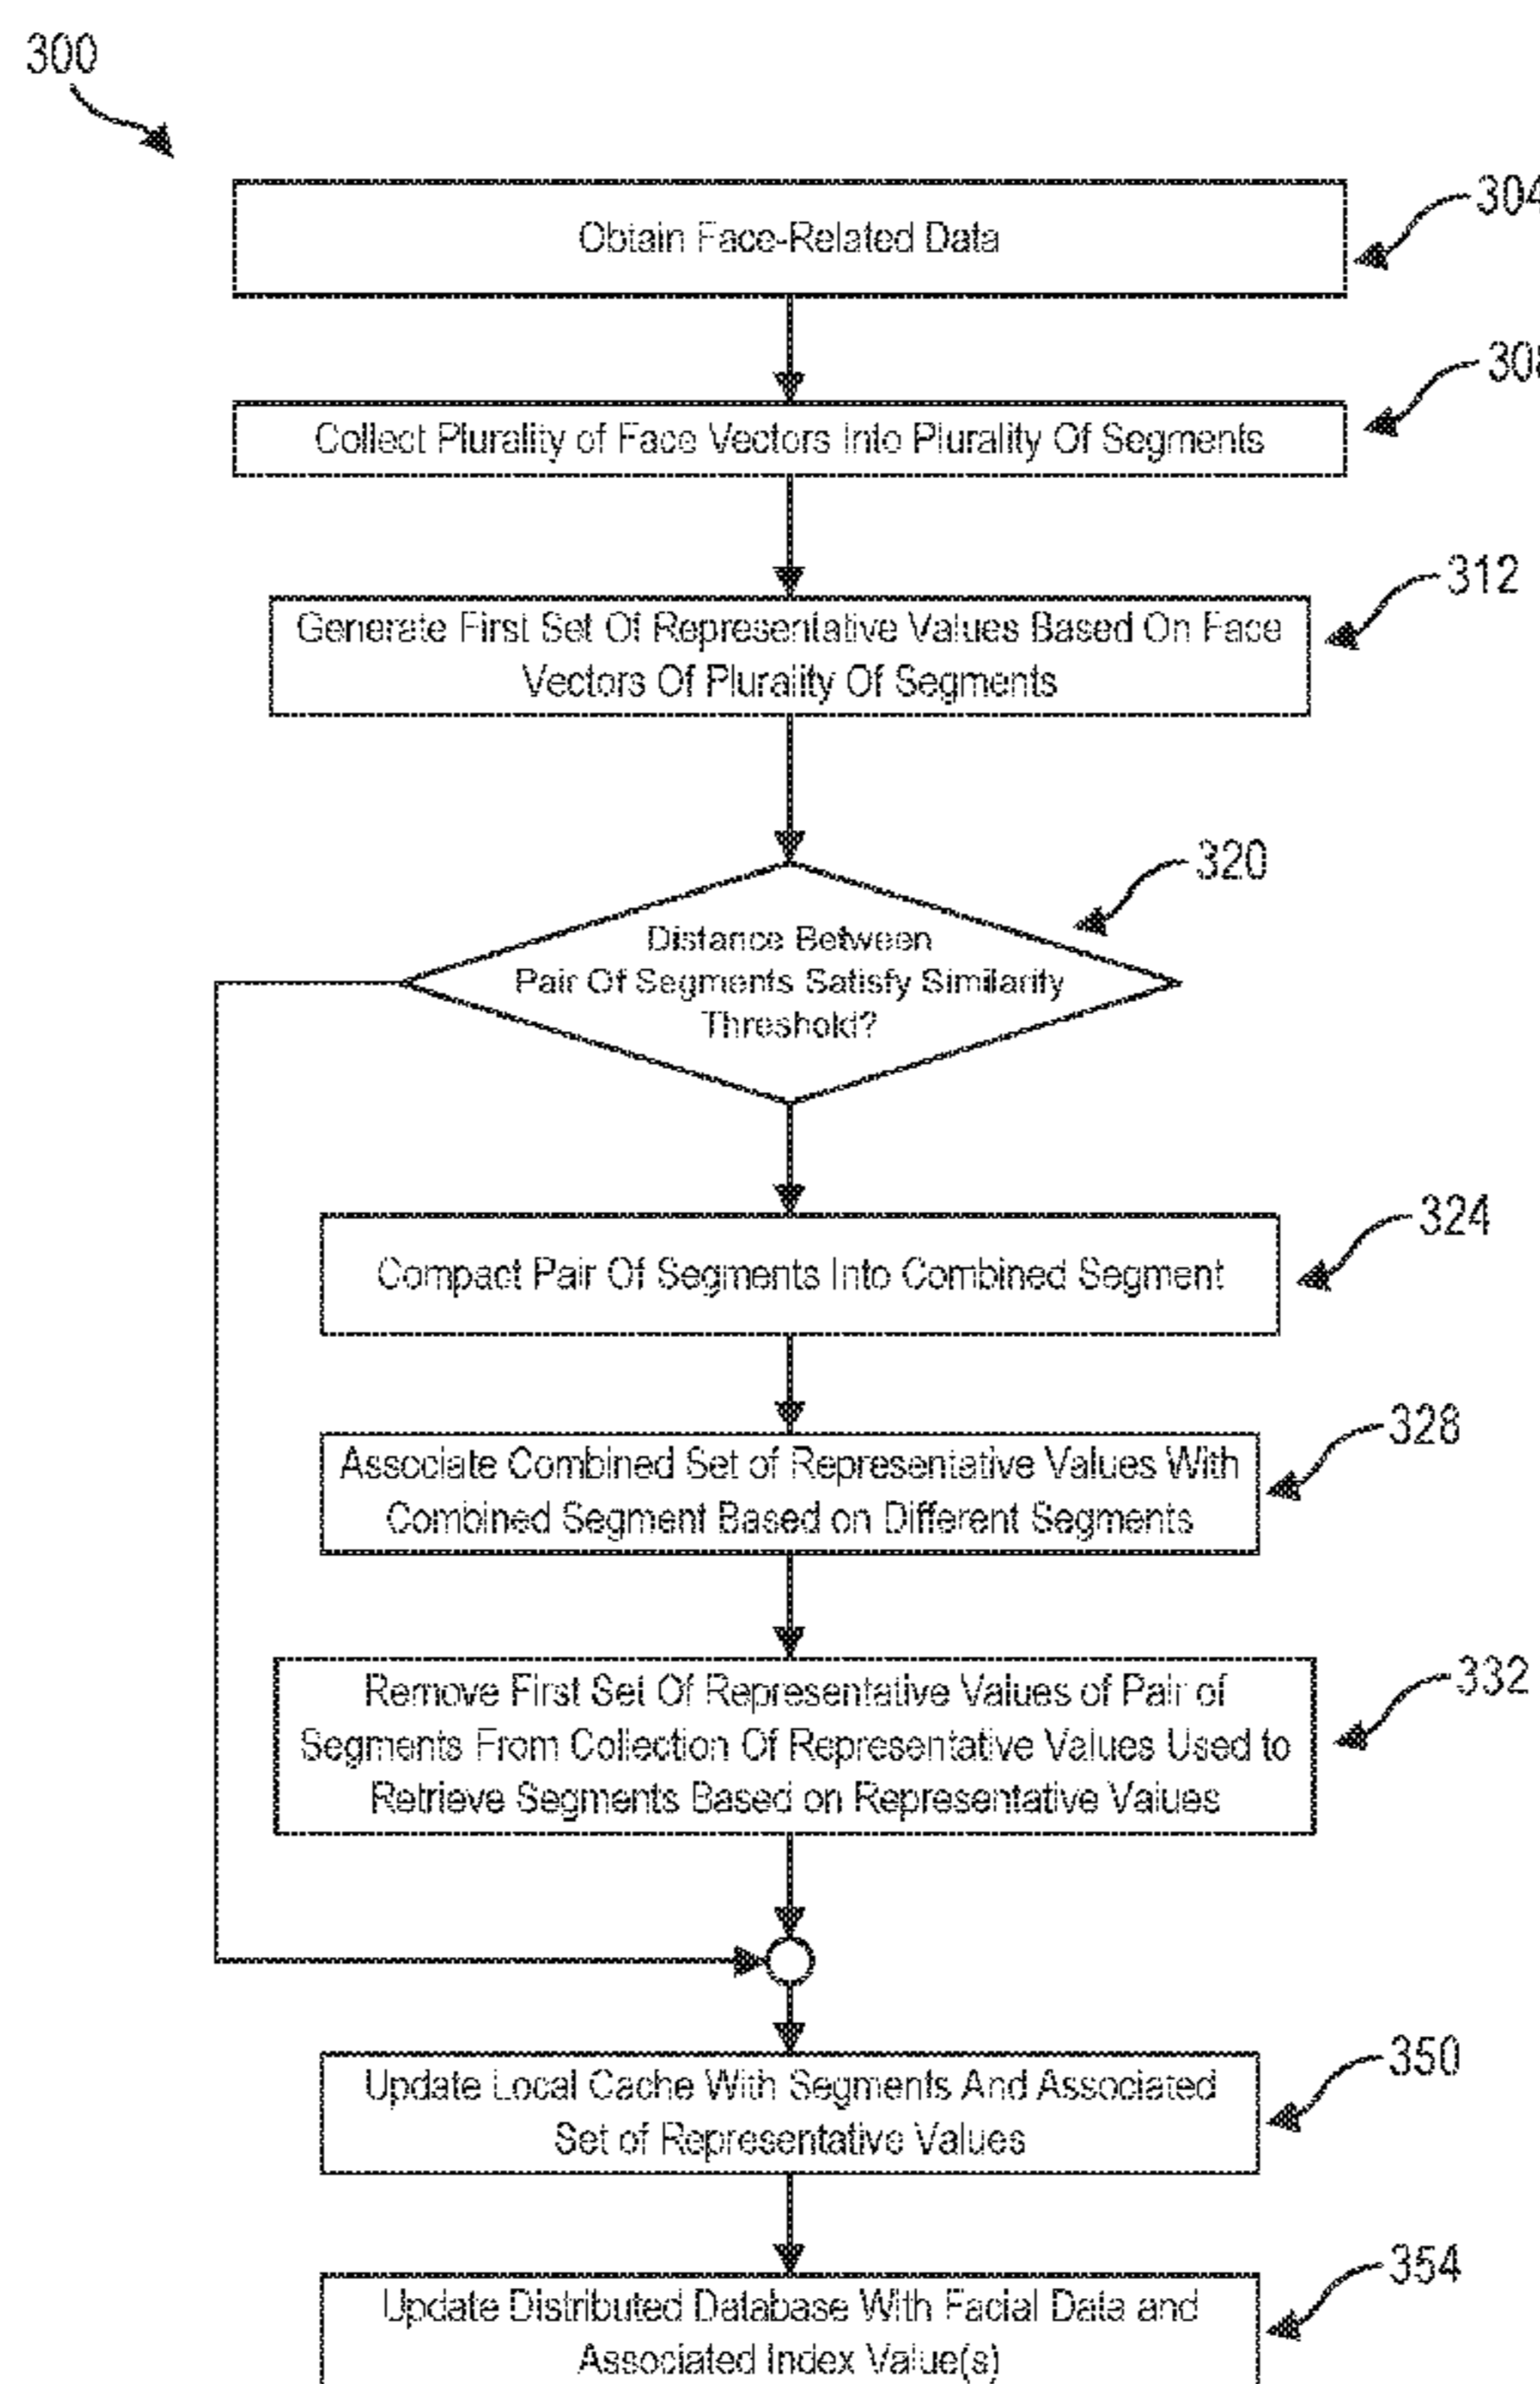 300
Obtain Face-Related Data
304
Collect Plurality of Face Vectors Into Plurality Of Segments
308
Generate First Set Of Representative Values Based On Face
Vectors Of Plurality Of Segments
312
Distance Between
Pair Of Segments Satisfy Similarity
Threshold?
320
Compact Pair Of Segments Into Combined Segment
324
Associate Combined Set of Representative Values With
Combined Segment Based on Different Segments
328
Remove First Set Of Representative Values of Pair of
Segments From Collection Of Representative Values Used to
Retrieve Segments Based on Representative Values
332
Update Local Cache With Segments And Associated
Set of Representative Values
350
Update Distributed Database With Facial Data and
Associated Index Value(s)
354